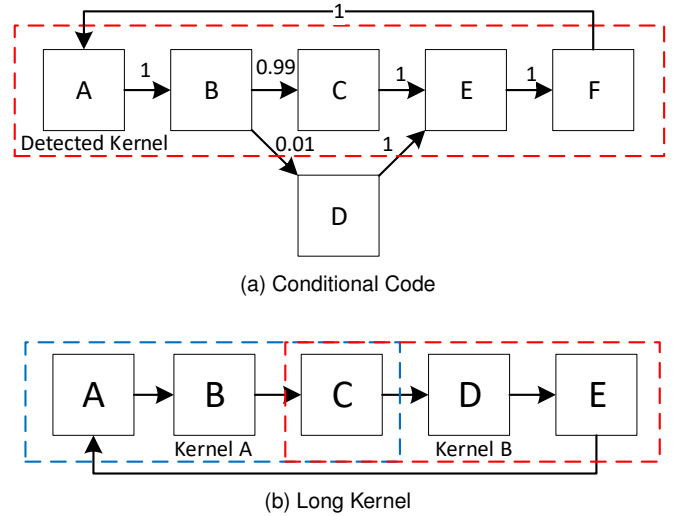 1
A 1 B 0.99 C 1 E 1 F
Detected Kernel
0.01 1
D
(a) Conditional Code
A B C D E
Kernel A Kernel B
(b) Long Kernel